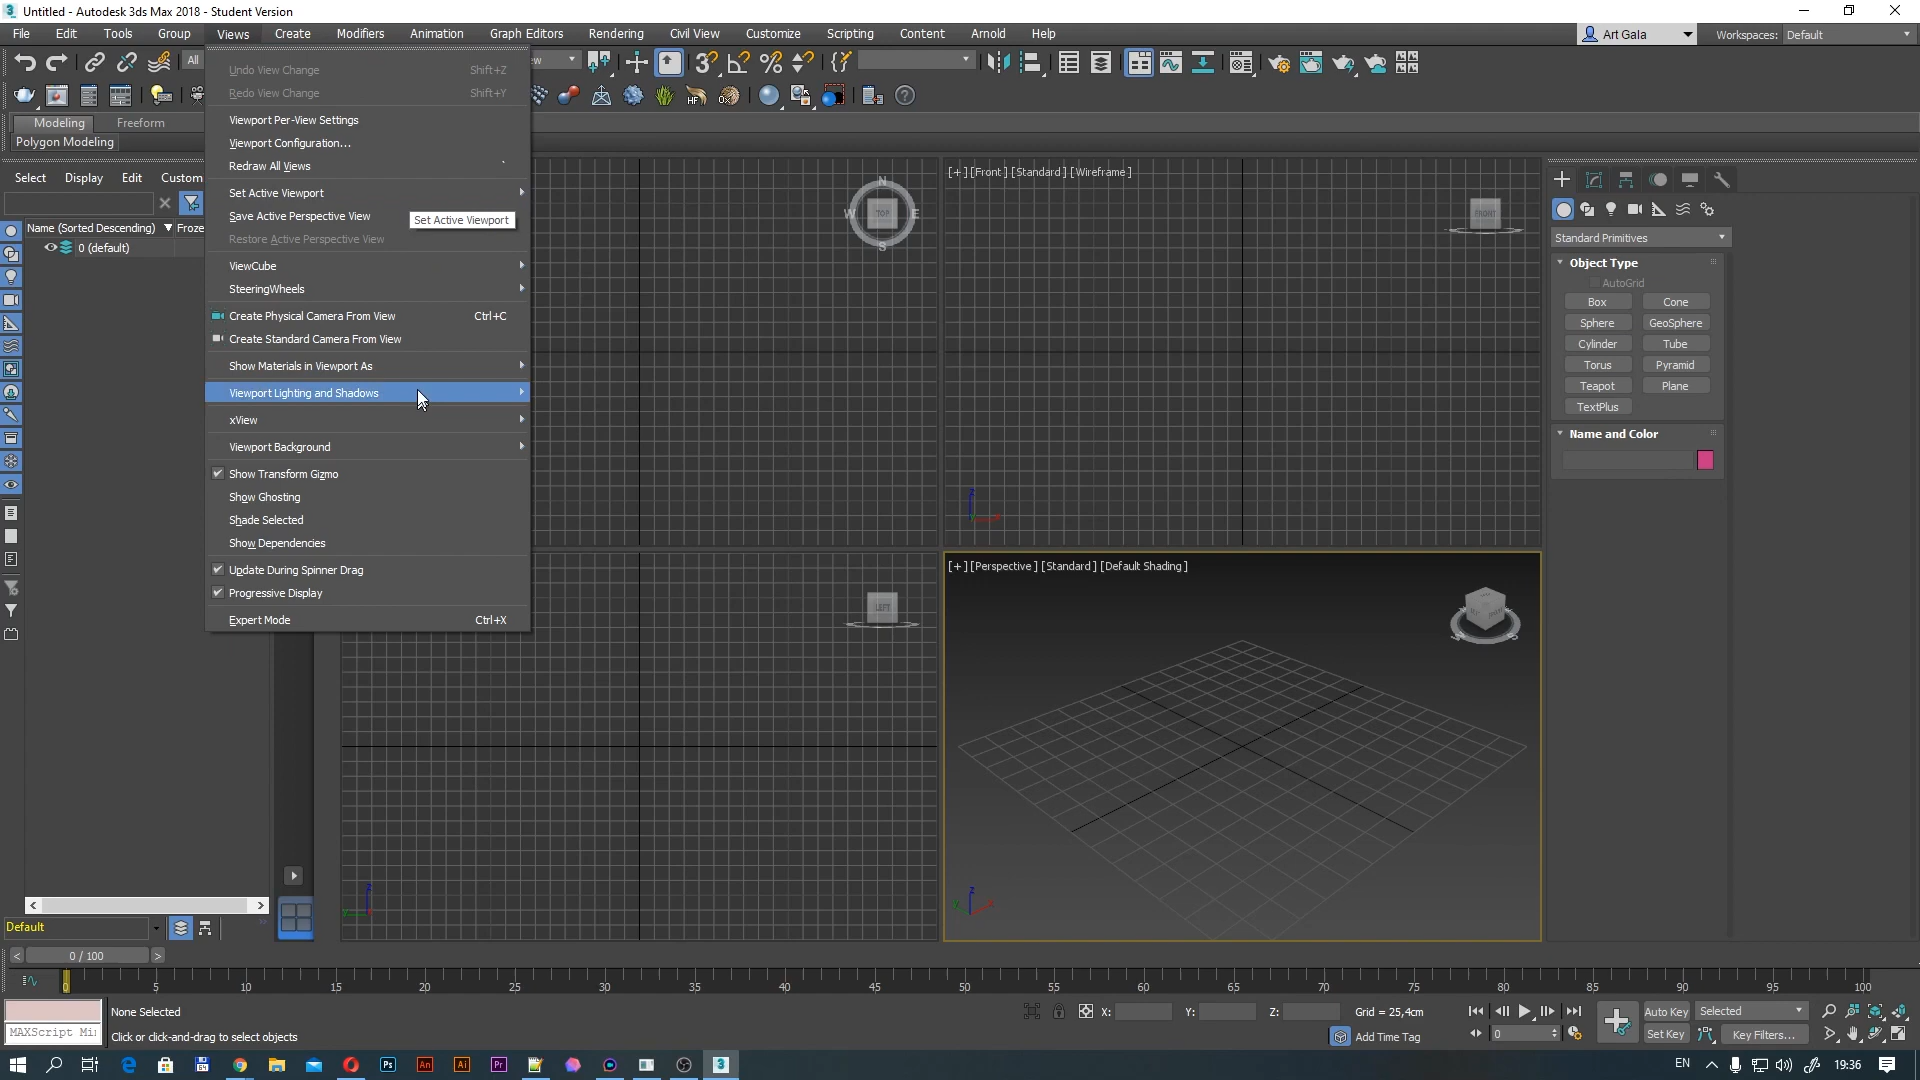 Untitled - Autodesk 3ds Max 2018 - Student Version
File Edit Tools Group Views Create Modifiers Animation Graph Editors Rendering Civil View Customize Scripting Content Arnold Help
Art Gala
Workspaces: Default
All
Modeling Freeform
Polygon Modeling
Select Display Edit Custom
Name (Sorted Descending) Froze
0 (default)
Undo View Change Shift+Z
Redo View Change Shift+Y
Viewport Per-View Settings
Viewport Configuration...
Redraw All Views `
Set Active Viewport
Save Active Perspective View
Set Active Viewport
Restore Active Perspective View
ViewCube
SteeringWheels
Create Physical Camera From View Ctrl+C
Create Standard Camera From View
Show Materials in Viewport As
Viewport Lighting and Shadows
xView
Viewport Background
Show Transform Gizmo
Show Ghosting
Shade Selected
Show Dependencies
Update During Spinner Drag
Progressive Display
Expert Mode Ctrl+X
N
W TOP E
S
[+] [Front ] [Standard ] [Wireframe ]
FRONT
z
x
LEFT
[+] [Perspective ] [Standard ] [Default Shading ]
Standard Primitives
Object Type
AutoGrid
Box Cone
Sphere GeoSphere
Cylinder Tube
Torus Pyramid
Teapot Plane
TextPlus
Name and Color
Default
< 0 / 100 >
0 5 10 15 20 25 30 35 40 45 50 55 60 65 70 75 80 85 90 95 100
None Selected
MAXScript Mi
Click or click-and-drag to select objects
X: Y: Z: Grid = 25,4cm
Add Time Tag
0
Auto Key Selected
Set Key Key Filters...
EN 19:36